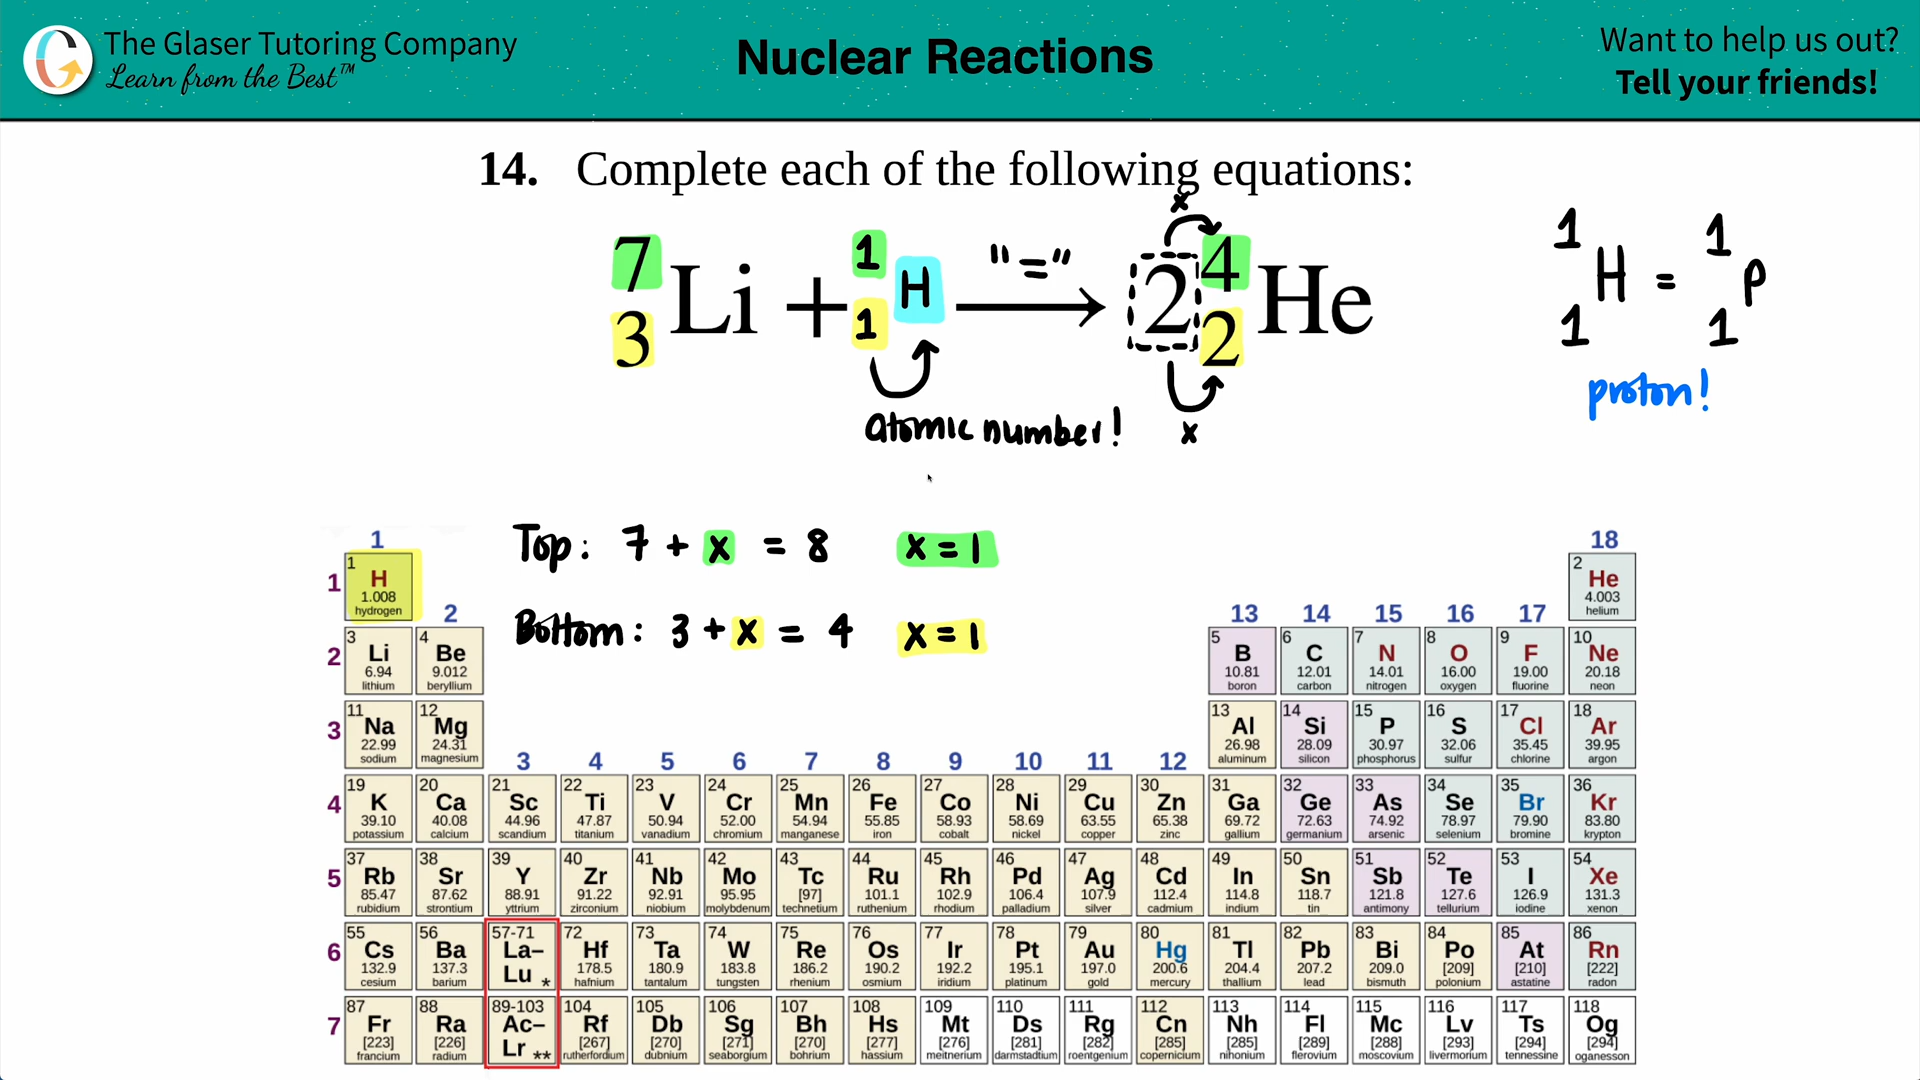 The Glaser Tutoring Company
Learn from the Best™
Nuclear Reactions
Want to help us out?
Tell your friends!
14. Complete each of the following equations:
x
7 3 Li + 1 1 H "=" → 2 4 2 He
1 1 H = 1 1 p
proton!
atomic number!
x
Top: 7 + x = 8 x = 1
Bottom: 3 + x = 4 x = 1
1 18
1 1 H 1.008 hydrogen 2 He 4.003 helium
2 13 14 15 16 17
2 3 Li 6.94 lithium 4 Be 9.012 beryllium 5 B 10.81 boron 6 C 12.01 carbon 7 N 14.01 nitrogen 8 O 16.00 oxygen 9 F 19.00 fluorine 10 Ne 20.18 neon
3 11 Na 22.99 sodium 12 Mg 24.31 magnesium 13 Al 26.98 aluminum 14 Si 28.09 silicon 15 P 30.97 phosphorus 16 S 32.06 sulfur 17 Cl 35.45 chlorine 18 Ar 39.95 argon
3 4 5 6 7 8 9 10 11 12
4 19 K 39.10 potassium 20 Ca 40.08 calcium 21 Sc 44.96 scandium 22 Ti 47.87 titanium 23 V 50.94 vanadium 24 Cr 52.00 chromium 25 Mn 54.94 manganese 26 Fe 55.85 iron 27 Co 58.93 cobalt 28 Ni 58.69 nickel 29 Cu 63.55 copper 30 Zn 65.38 zinc 31 Ga 69.72 gallium 32 Ge 72.63 germanium 33 As 74.92 arsenic 34 Se 78.97 selenium 35 Br 79.90 bromine 36 Kr 83.80 krypton
5 37 Rb 85.47 rubidium 38 Sr 87.62 strontium 39 Y 88.91 yttrium 40 Zr 91.22 zirconium 41 Nb 92.91 niobium 42 Mo 95.95 molybdenum 43 Tc [97] technetium 44 Ru 101.1 ruthenium 45 Rh 102.9 rhodium 46 Pd 106.4 palladium 47 Ag 107.9 silver 48 Cd 112.4 cadmium 49 In 114.8 indium 50 Sn 118.7 tin 51 Sb 121.8 antimony 52 Te 127.6 tellurium 53 I 126.9 iodine 54 Xe 131.3 xenon
6 55 Cs 132.9 cesium 56 Ba 137.3 barium 57-71 La– Lu * 72 Hf 178.5 hafnium 73 Ta 180.9 tantalum 74 W 183.8 tungsten 75 Re 186.2 rhenium 76 Os 190.2 osmium 77 Ir 192.2 iridium 78 Pt 195.1 platinum 79 Au 197.0 gold 80 Hg 200.6 mercury 81 Tl 204.4 thallium 82 Pb 207.2 lead 83 Bi 209.0 bismuth 84 Po [209] polonium 85 At [210] astatine 86 Rn [222] radon
7 87 Fr [223] francium 88 Ra [226] radium 89-103 Ac– Lr ** 104 Rf [267] rutherfordium 105 Db [270] dubnium 106 Sg [271] seaborgium 107 Bh [270] bohrium 108 Hs [277] hassium 109 Mt [276] meitnerium 110 Ds [281] darmstadtium 111 Rg [282] roentgenium 112 Cn [285] copernicium 113 Nh [285] nihonium 114 Fl [289] flerovium 115 Mc [288] moscovium 116 Lv [293] livermorium 117 Ts [294] tennessine 118 Og [294] oganesson